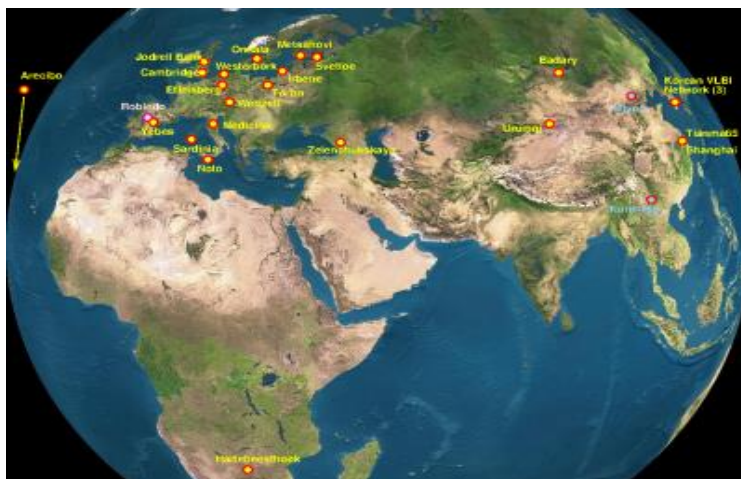 Jodrell Bank
Onsala
Metsahovi
Svetloe
Arecibo
Cambridge
Westerbork
Irbene
Badary
Effelsberg
Torun
Korean VLBI
Network (3)
Robledo
Wettzell
Yebes
Medicina
Urumqi
Tianma65
Sardinia
Zelenchukskaya
Shanghai
Noto
Kunming
Hartebeesthoek